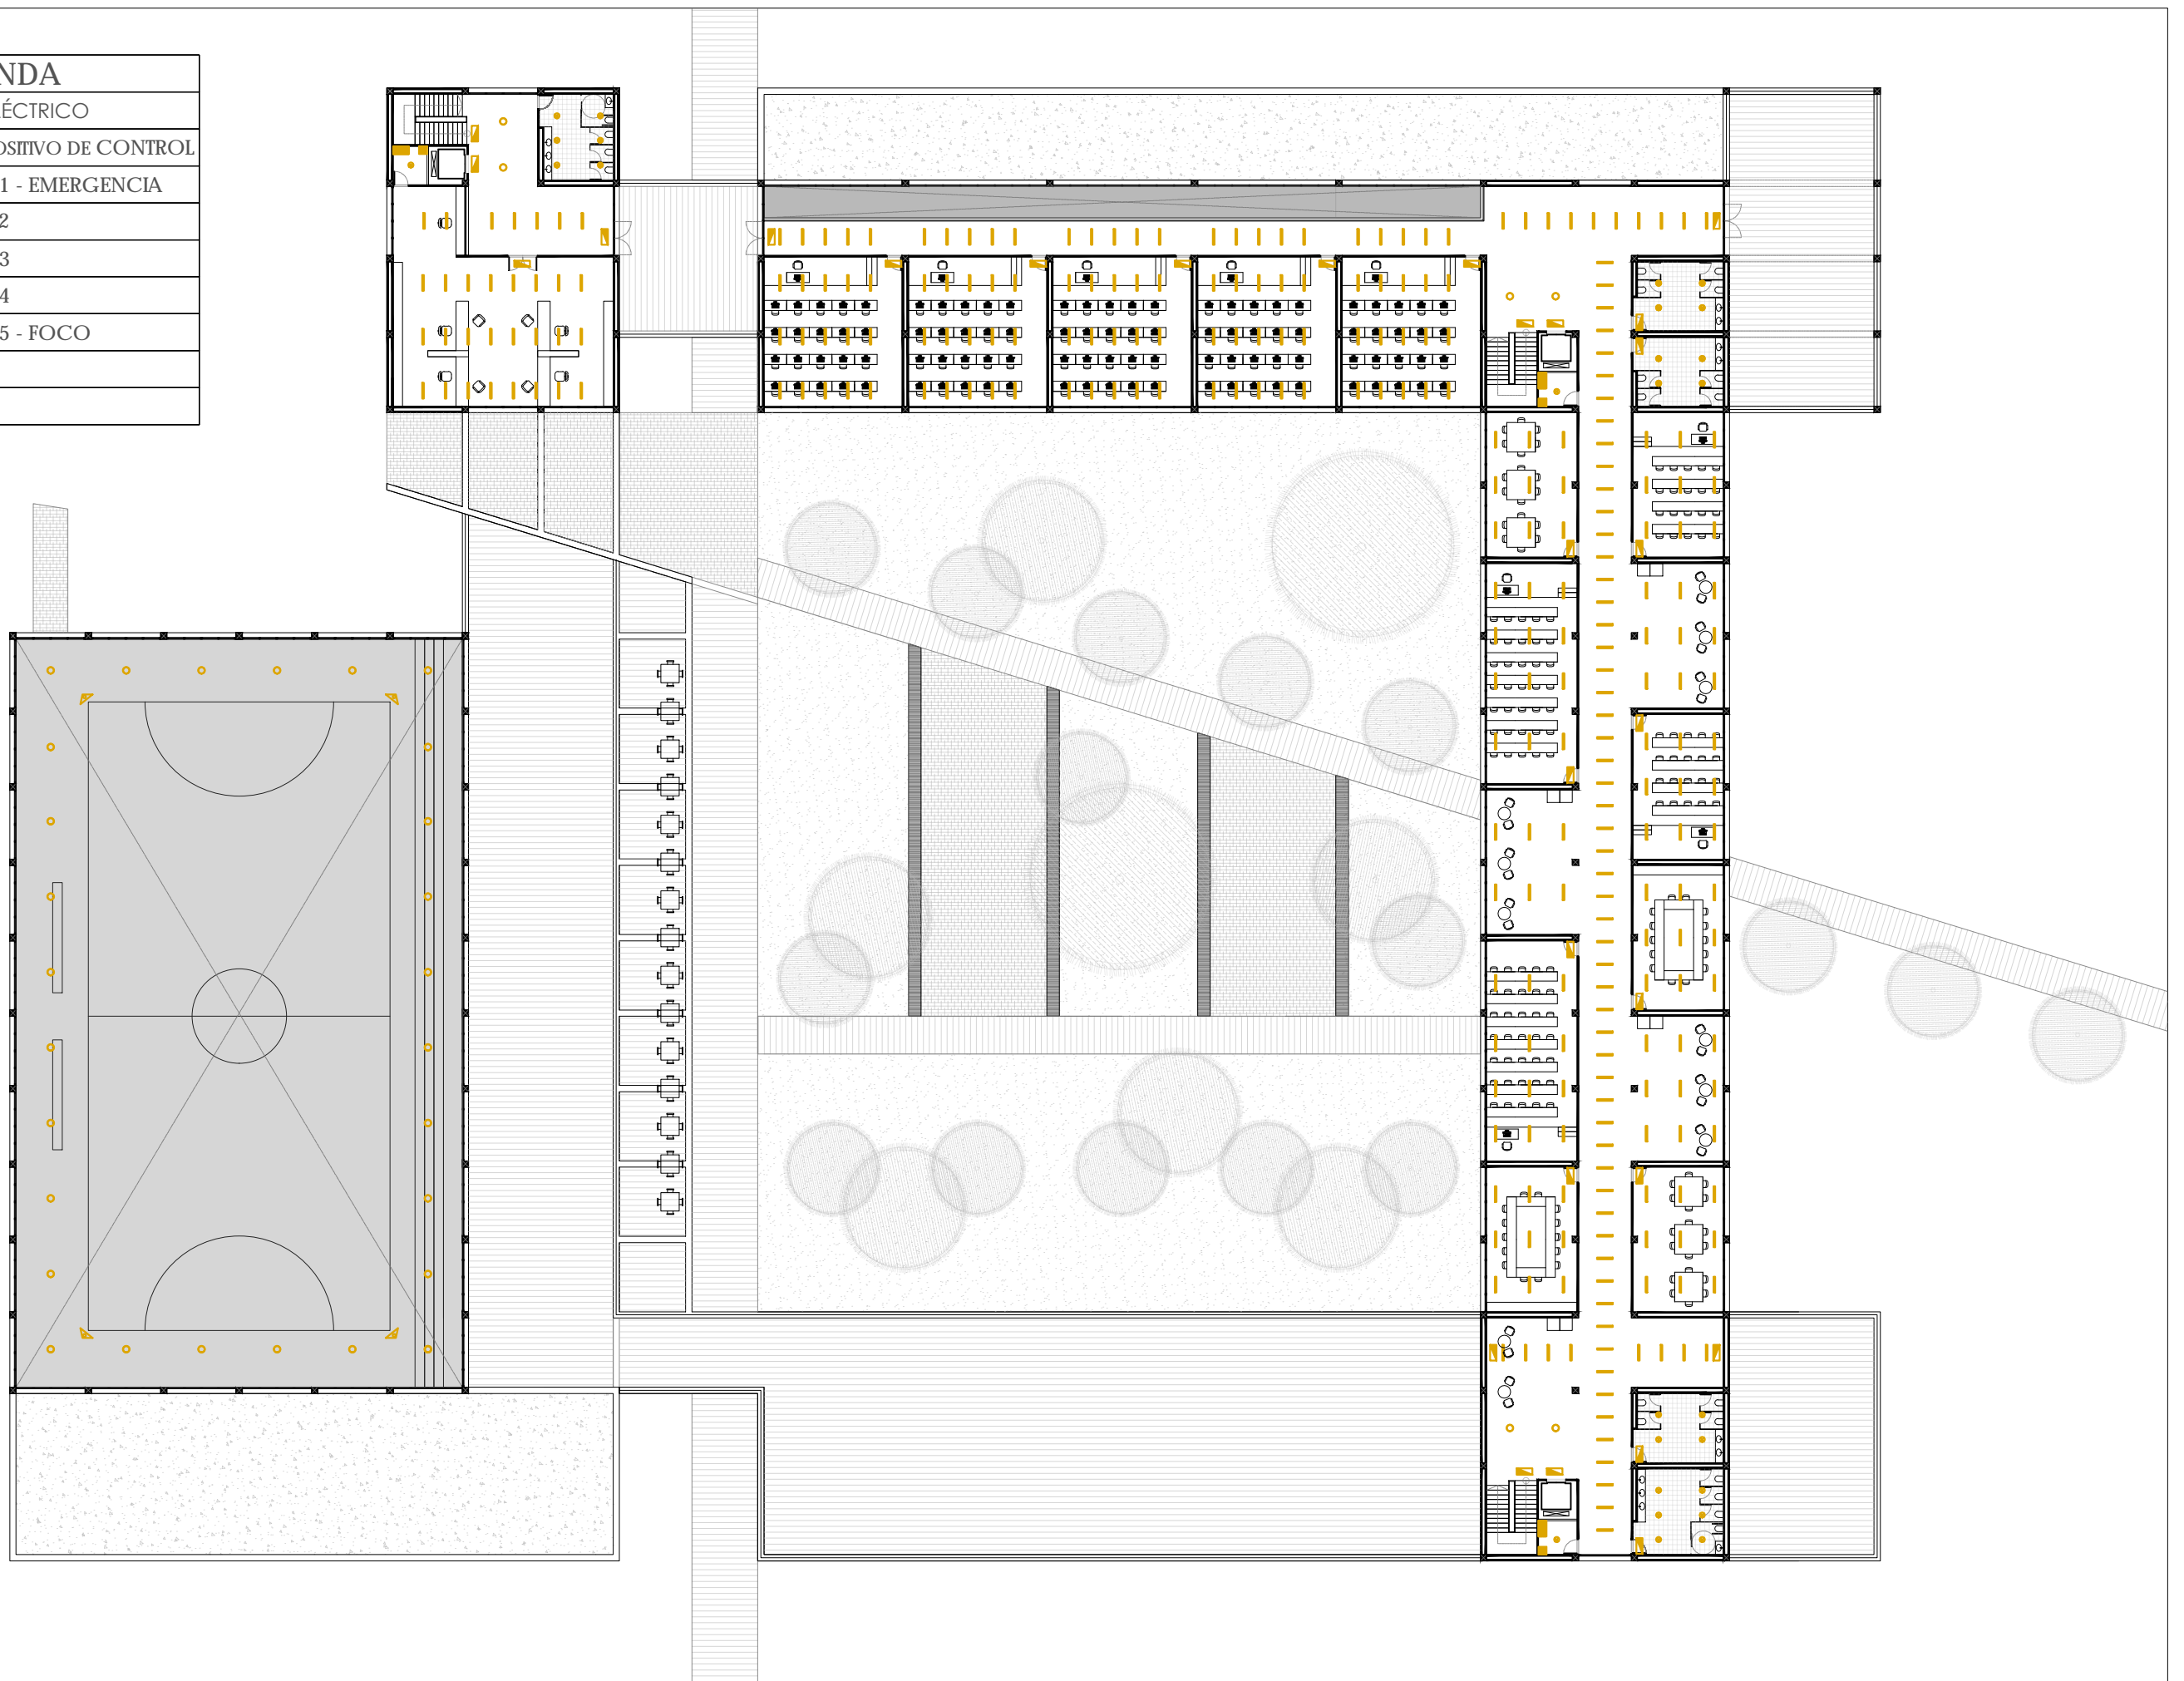 NDA
ÉCTRICO
OSITIVO DE CONTROL
1 - EMERGENCIA
2
3
4
5 - FOCO